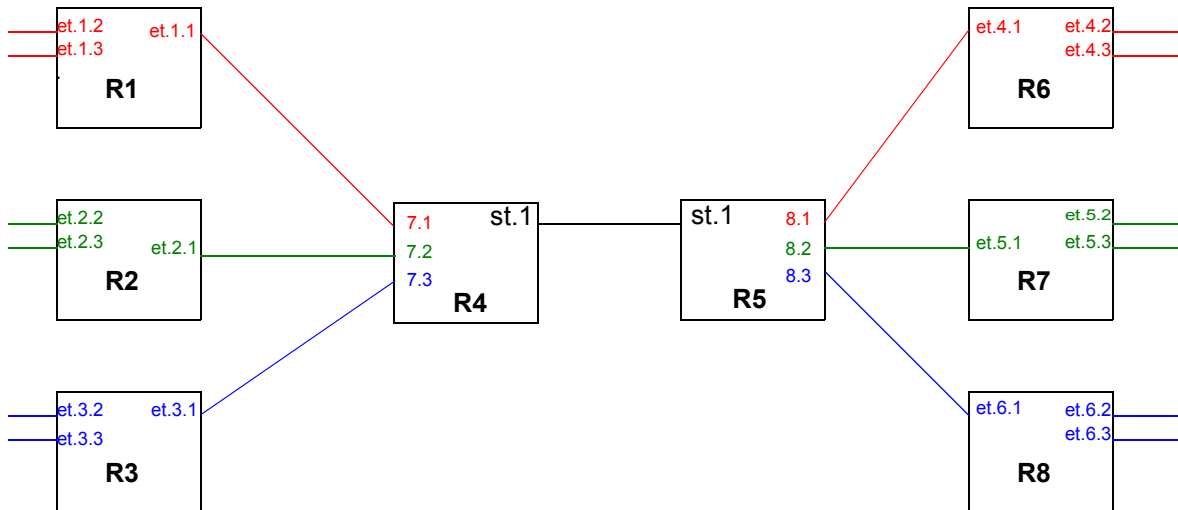 et.1.2
et.1.3
et.1.1
R1
et.2.2
et.2.3
et.2.1
R2
et.3.2
et.3.3
et.3.1
R3
7.1
7.2
7.3
st.1
R4
st.1
8.1
8.2
8.3
R5
et.4.1
et.4.2
et.4.3
R6
et.5.1
et.5.2
et.5.3
R7
et.6.1
et.6.2
et.6.3
R8